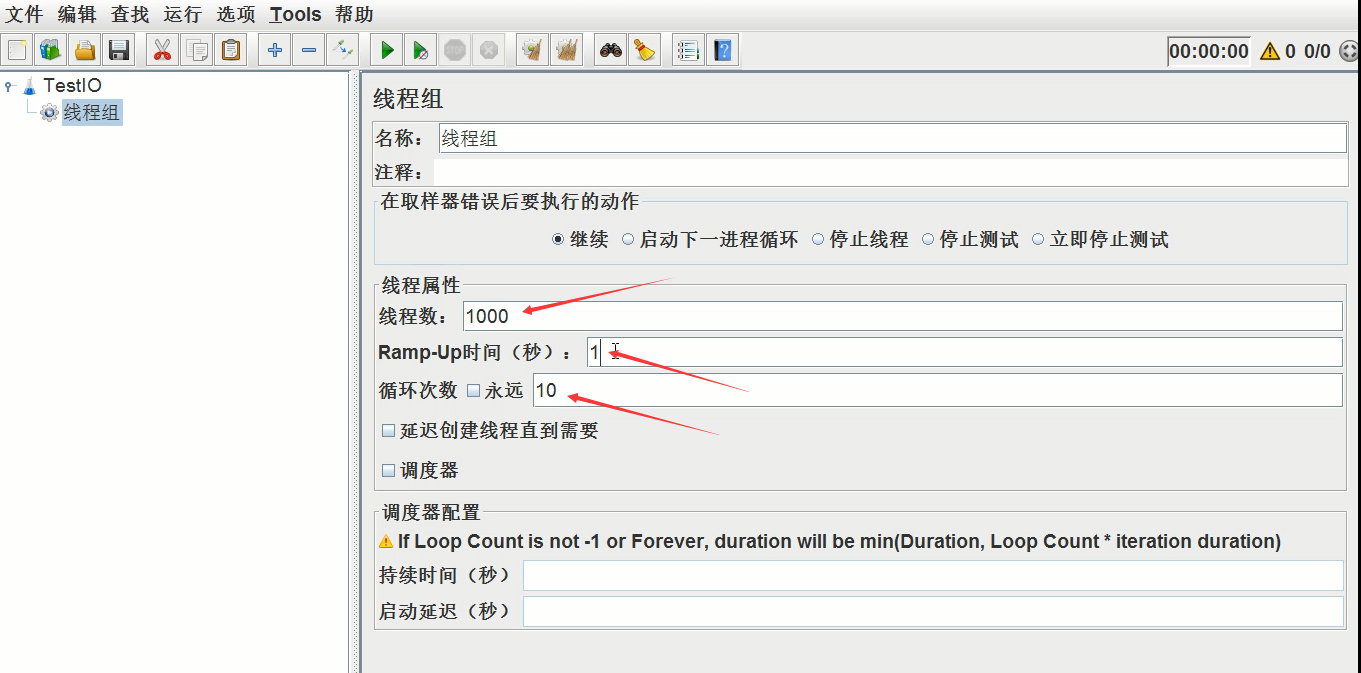 文件 编辑 查找 运行 选项 Tools 帮助
00:00:00 0 0/0
TestIO
线程组
线程组
名称： 线程组
注释：
在取样器错误后要执行的动作
继续 启动下一进程循环 停止线程 停止测试 立即停止测试
线程属性
线程数： 1000
Ramp-Up时间（秒）： 1
循环次数 永远 10
延迟创建线程直到需要
调度器
调度器配置
If Loop Count is not -1 or Forever, duration will be min(Duration, Loop Count * iteration duration)
持续时间（秒）
启动延迟（秒）